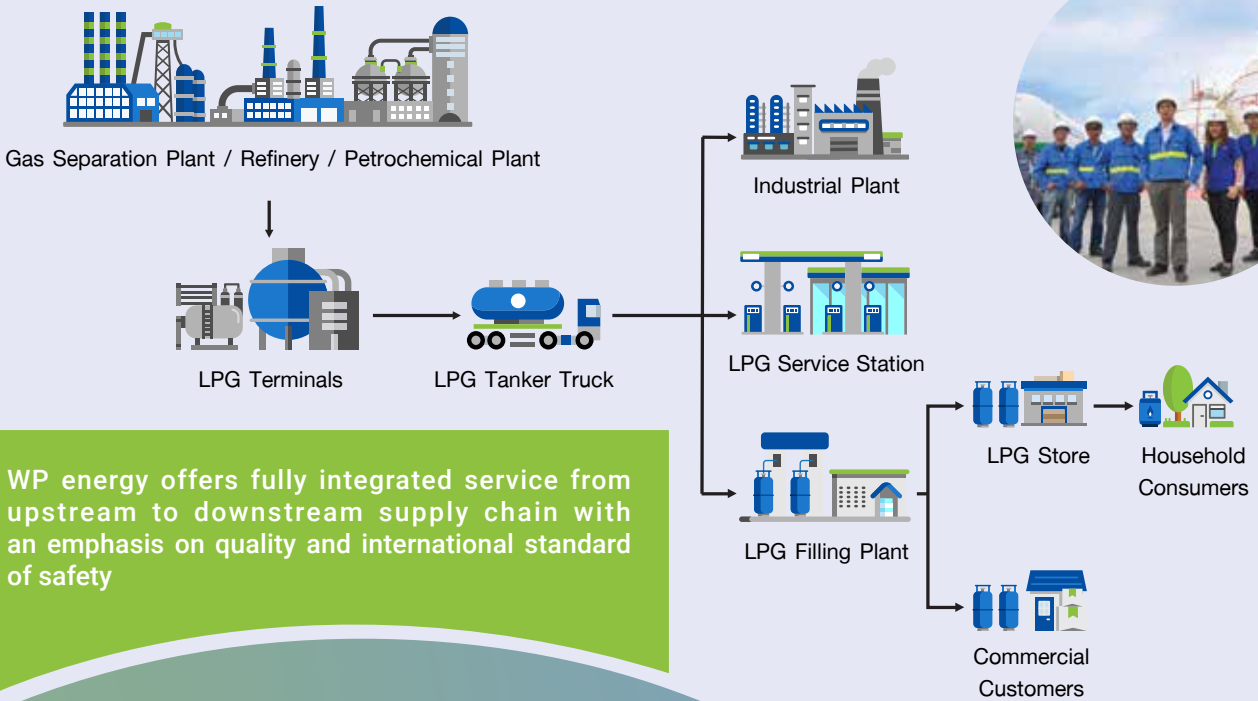 Gas Separation Plant / Refinery / Petrochemical Plant
LPG Terminals
LPG Tanker Truck
Industrial Plant
LPG Service Station
LPG Filling Plant
LPG Store
Household
Consumers
Commercial
Customers
WP energy offers fully integrated service from
upstream to downstream supply chain with
an emphasis on quality and international standard
of safety